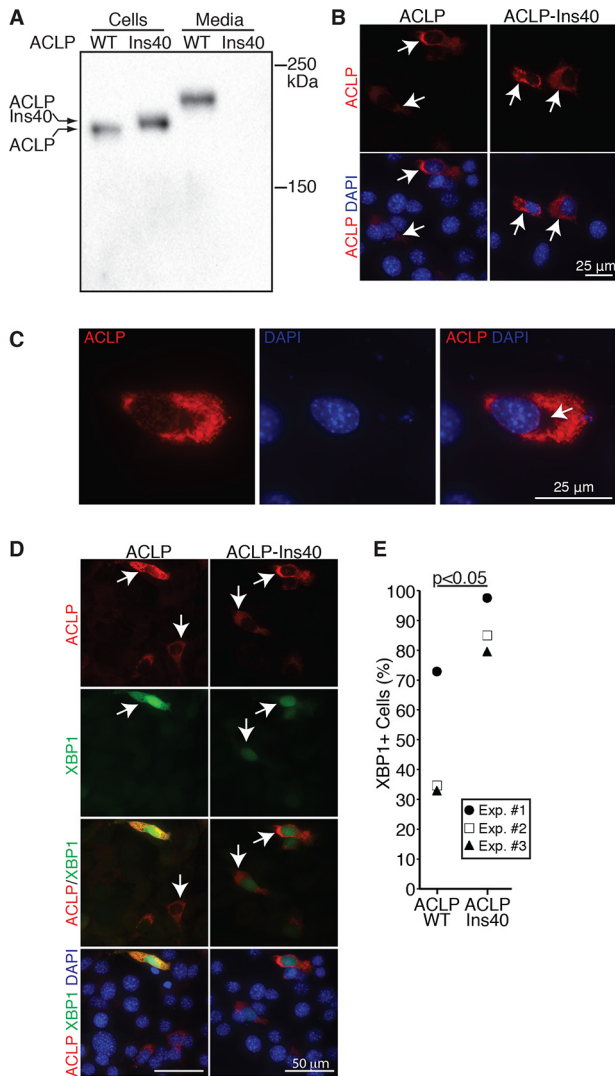 A
Cells Media
ACLP WT Ins40 WT Ins40
250
kDa
ACLP
Ins40
ACLP
150
B
ACLP ACLP-Ins40
ACLP
ACLP DAPI
25 µm
C
ACLP DAPI ACLP DAPI
25 µm
D
ACLP ACLP-Ins40
ACLP
XBP1
ACLP/XBP1
ACLP XBP1 DAPI
50 µm
E
p<0.05
XBP1+ Cells (%)
100
90
80
70
60
50
40
30
20
10
0
Exp. #1
Exp. #2
Exp. #3
ACLP ACLP
WT Ins40